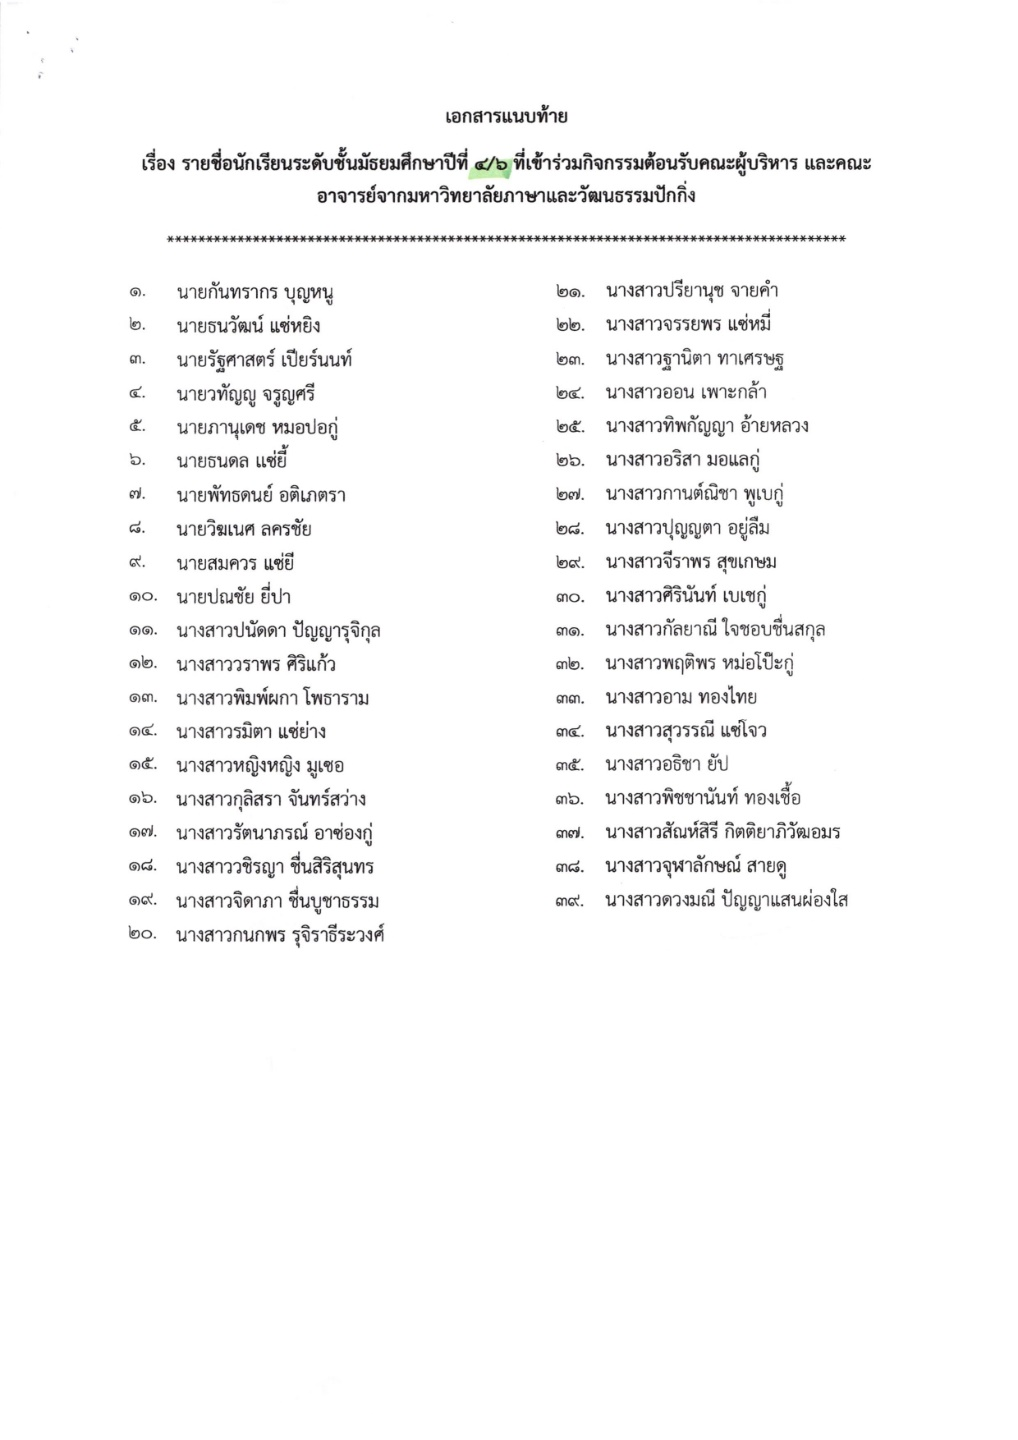 เอกสารแนบท้าย
เรื่อง รายชื่อนักเรียนระดับชั้นมัธยมศึกษาปีที่ ๔/๖ ที่เข้าร่วมกิจกรรมต้อนรับคณะผู้บริหาร และคณะ
อาจารย์จากมหาวิทยาลัยภาษาและวัฒนธรรมปักกิ่ง
๑. นายกันทรากร บุญหนู
๒. นายธนวัฒน์ แซ่หยิง
๓. นายรัฐศาสตร์ เปียร์นนท์
๔. นายวทัญญู จรูญศรี
๕. นายภานุเดช หมอปอกู่
๖. นายธนดล แซ่ยี้
๗. นายพัทธดนย์ อติเภตรา
๘. นายวิฆเนศ ลครชัย
๙. นายสมควร แซ่ยี
๑๐. นายปณชัย ยี่ปา
๑๑. นางสาวปนัดดา ปัญญารุจิกุล
๑๒. นางสาววราพร ศิริแก้ว
๑๓. นางสาวพิมพ์ผกา โพธาราม
๑๔. นางสาวรมิตา แซ่ย่าง
๑๕. นางสาวหญิงหญิง มูเซอ
๑๖. นางสาวกุลิสรา จันทร์สว่าง
๑๗. นางสาวรัตนาภรณ์ อาซ่องกู่
๑๘. นางสาววชิรญา ชื่นสิริสุนทร
๑๙. นางสาวจิดาภา ชื่นบูชาธรรม
๒๐. นางสาวกนกพร รุจิราธีระวงศ์
๒๑. นางสาวปรียานุช จายคำ
๒๒. นางสาวจรรยพร แซ่หมี่
๒๓. นางสาวฐานิตา ทาเศรษฐ
๒๔. นางสาวออน เพาะกล้า
๒๕. นางสาวทิพกัญญา อ้ายหลวง
๒๖. นางสาวอริสา มอแลกู่
๒๗. นางสาวกานต์ณิชา พูเบกู่
๒๘. นางสาวปุญญตา อยู่ลืม
๒๙. นางสาวจีราพร สุขเกษม
๓๐. นางสาวศิรินันท์ เบเชกู่
๓๑. นางสาวกัลยาณี ใจชอบชื่นสกุล
๓๒. นางสาวพฤติพร หม่อโป๊ะกู่
๓๓. นางสาวอาม ทองไทย
๓๔. นางสาวสุวรรณี แซ่โจว
๓๕. นางสาวอธิชา ยัป
๓๖. นางสาวพิชชานันท์ ทองเชื้อ
๓๗. นางสาวสัณห์สิรี กิตติยาภิวัฒอมร
๓๘. นางสาวจุฬาลักษณ์ สายดู
๓๙. นางสาวดวงมณี ปัญญาแสนผ่องใส